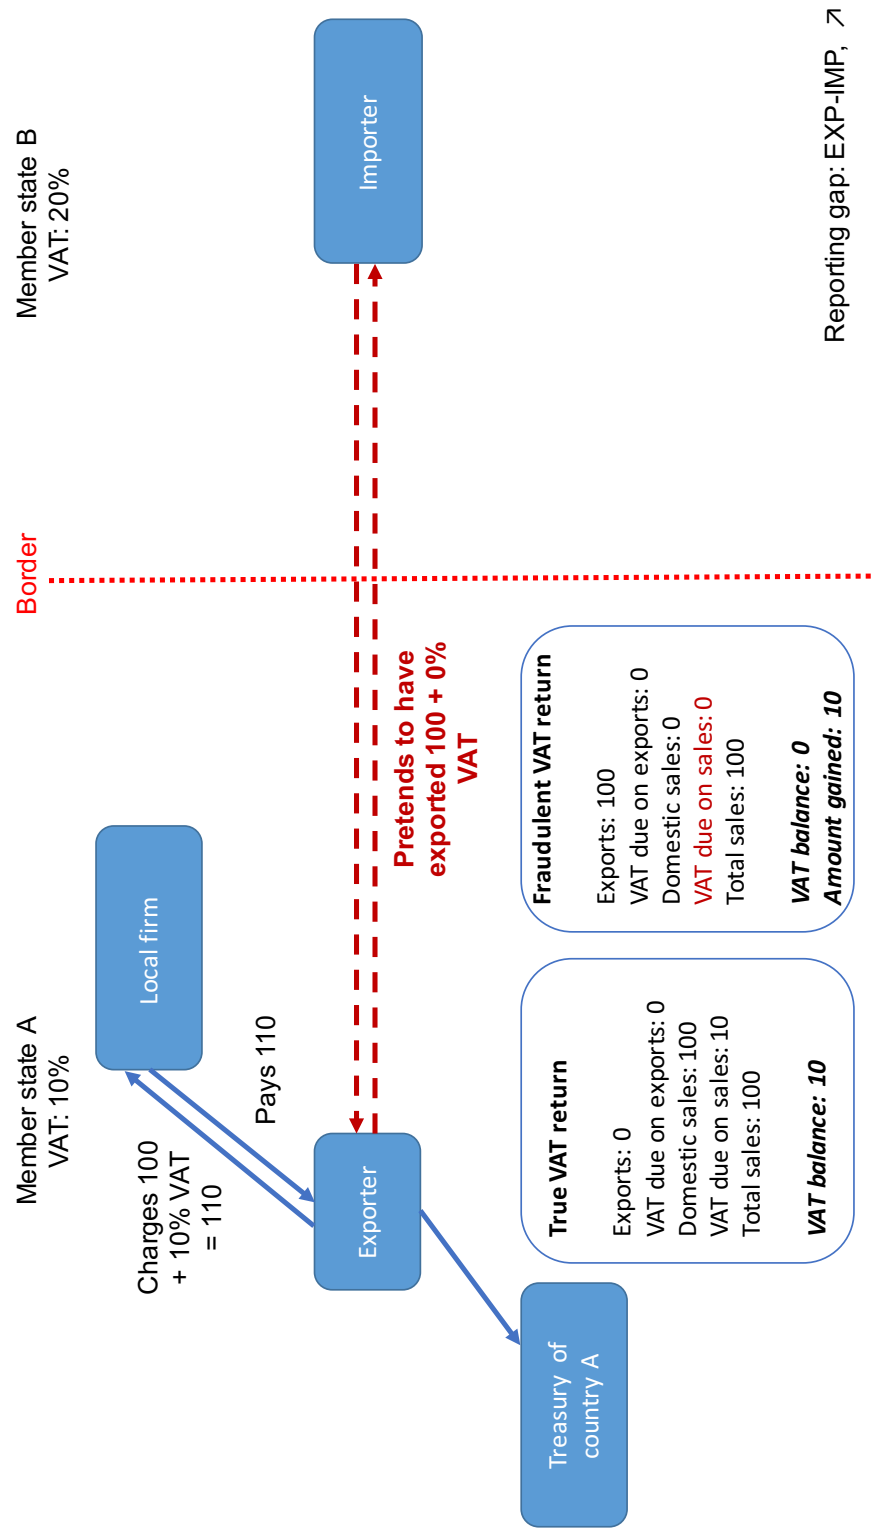 Member state A
VAT: 10%
Border
Member state B
VAT: 20%
Local firm
Charges 100
+ 10% VAT
= 110
Pays 110
Exporter
Importer
Pretends to have
exported 100 + 0%
VAT
Treasury of
country A
True VAT return
Exports: 0
VAT due on exports: 0
Domestic sales: 100
VAT due on sales: 10
Total sales: 100
VAT balance: 10
Fraudulent VAT return
Exports: 100
VAT due on exports: 0
Domestic sales: 0
VAT due on sales: 0
Total sales: 100
VAT balance: 0
Amount gained: 10
Reporting gap: EXP-IMP, ↗